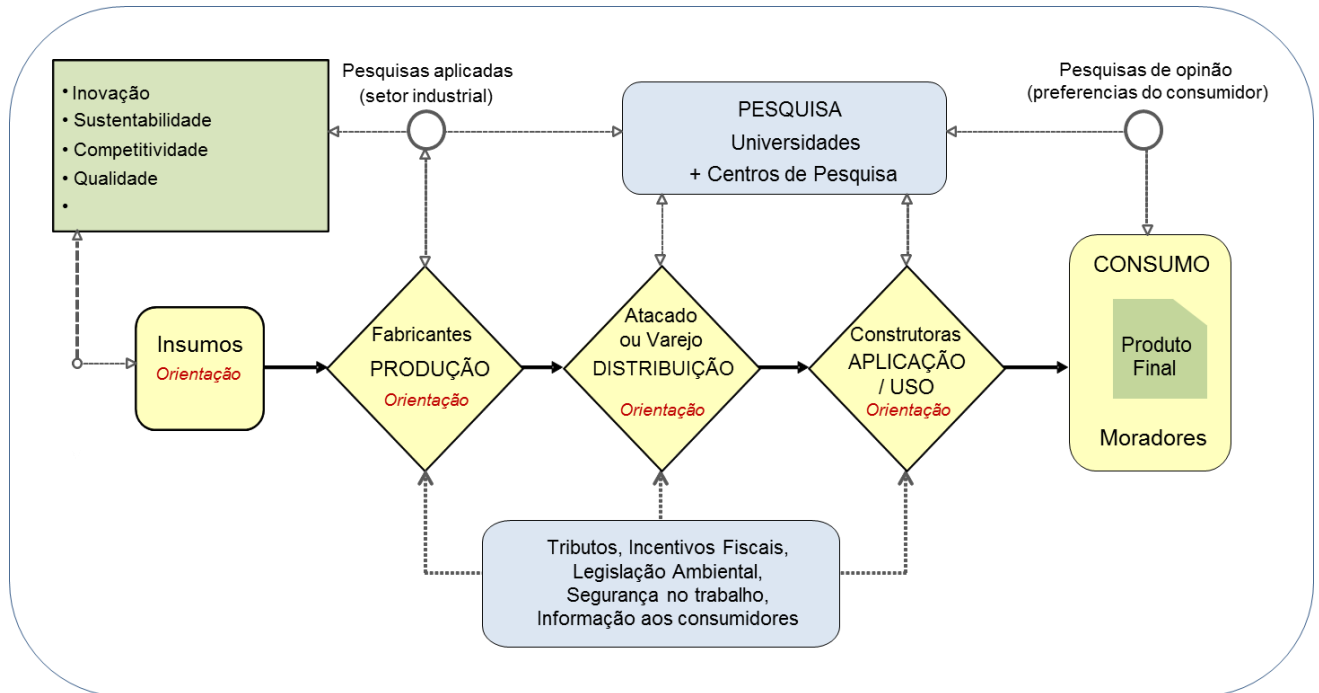 • Inovação
• Sustentabilidade
• Competitividade
• Qualidade
•
Pesquisas aplicadas
(setor industrial)
PESQUISA
Universidades
+ Centros de Pesquisa
Pesquisas de opinião
(preferencias do consumidor)
Insumos
Orientação
Fabricantes
PRODUÇÃO
Orientação
Atacado
ou Varejo
DISTRIBUIÇÃO
Orientação
Construtoras
APLICAÇÃO
/ USO
Orientação
CONSUMO
Produto
Final
Moradores
Tributos, Incentivos Fiscais,
Legislação Ambiental,
Segurança no trabalho,
Informação aos consumidores